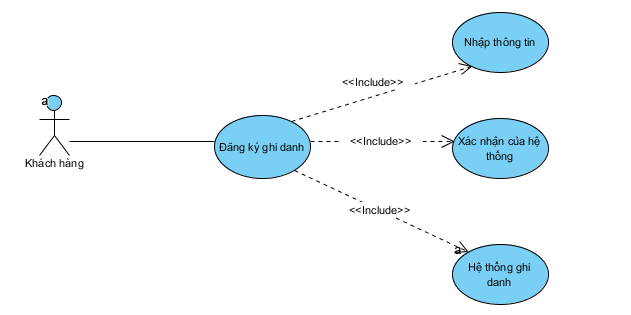 Nhập thông tin
<<Include>>
a
Khách hàng
Đăng ký ghi danh
<<Include>>
Xác nhận của hệ
thống
<<Include>>
a
Hệ thống ghi
danh